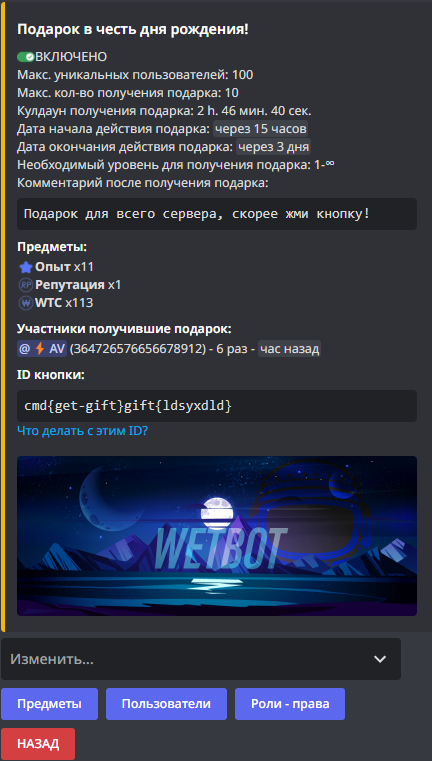 Подарок в честь дня рождения!
ВКЛЮЧЕНО
Макс. уникальных пользователей: 100
Макс. кол-во получения подарка: 10
Кулдаун получения подарка: 2 h. 46 мин. 40 сек.
Дата начала действия подарка: через 15 часов
Дата окончания действия подарка: через 3 дня
Необходимый уровень для получения подарка: 1-∞
Комментарий после получения подарка:
Подарок для всего сервера, скорее жми кнопку!
Предметы:
Опыт x11
RP Репутация x1
WTC x113
Участники получившие подарок:
@⚡AV (364726576656678912) - 6 раз - час назад
ID кнопки:
cmd{get-gift}gift{ldsyxdld}
Что делать с этим ID?
WETBOT
Изменить...
Предметы
Пользователи
Роли - права
НАЗАД